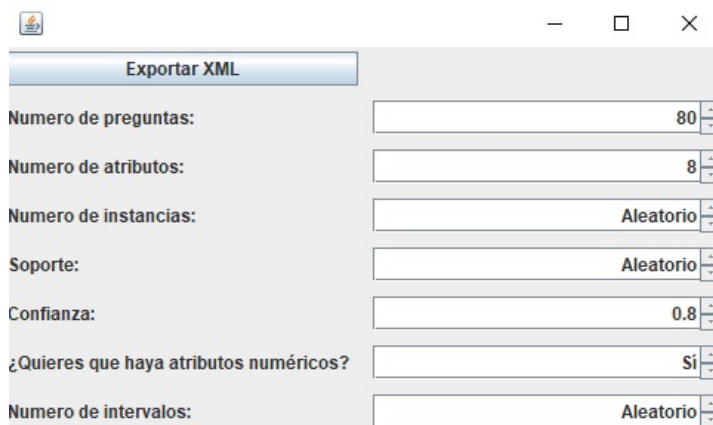 Exportar XML
Numero de preguntas: 80
Numero de atributos: 8
Numero de instancias: Aleatorio
Soporte: Aleatorio
Confianza: 0.8
¿Quieres que haya atributos numéricos? Sí
Numero de intervalos: Aleatorio